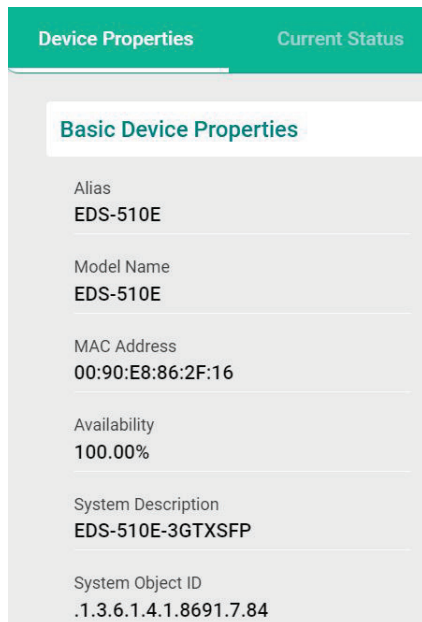 Device Properties Current Status
Basic Device Properties
Alias
EDS-510E
Model Name
EDS-510E
MAC Address
00:90:E8:86:2F:16
Availability
100.00%
System Description
EDS-510E-3GTXSFP
System Object ID
.1.3.6.1.4.1.8691.7.84